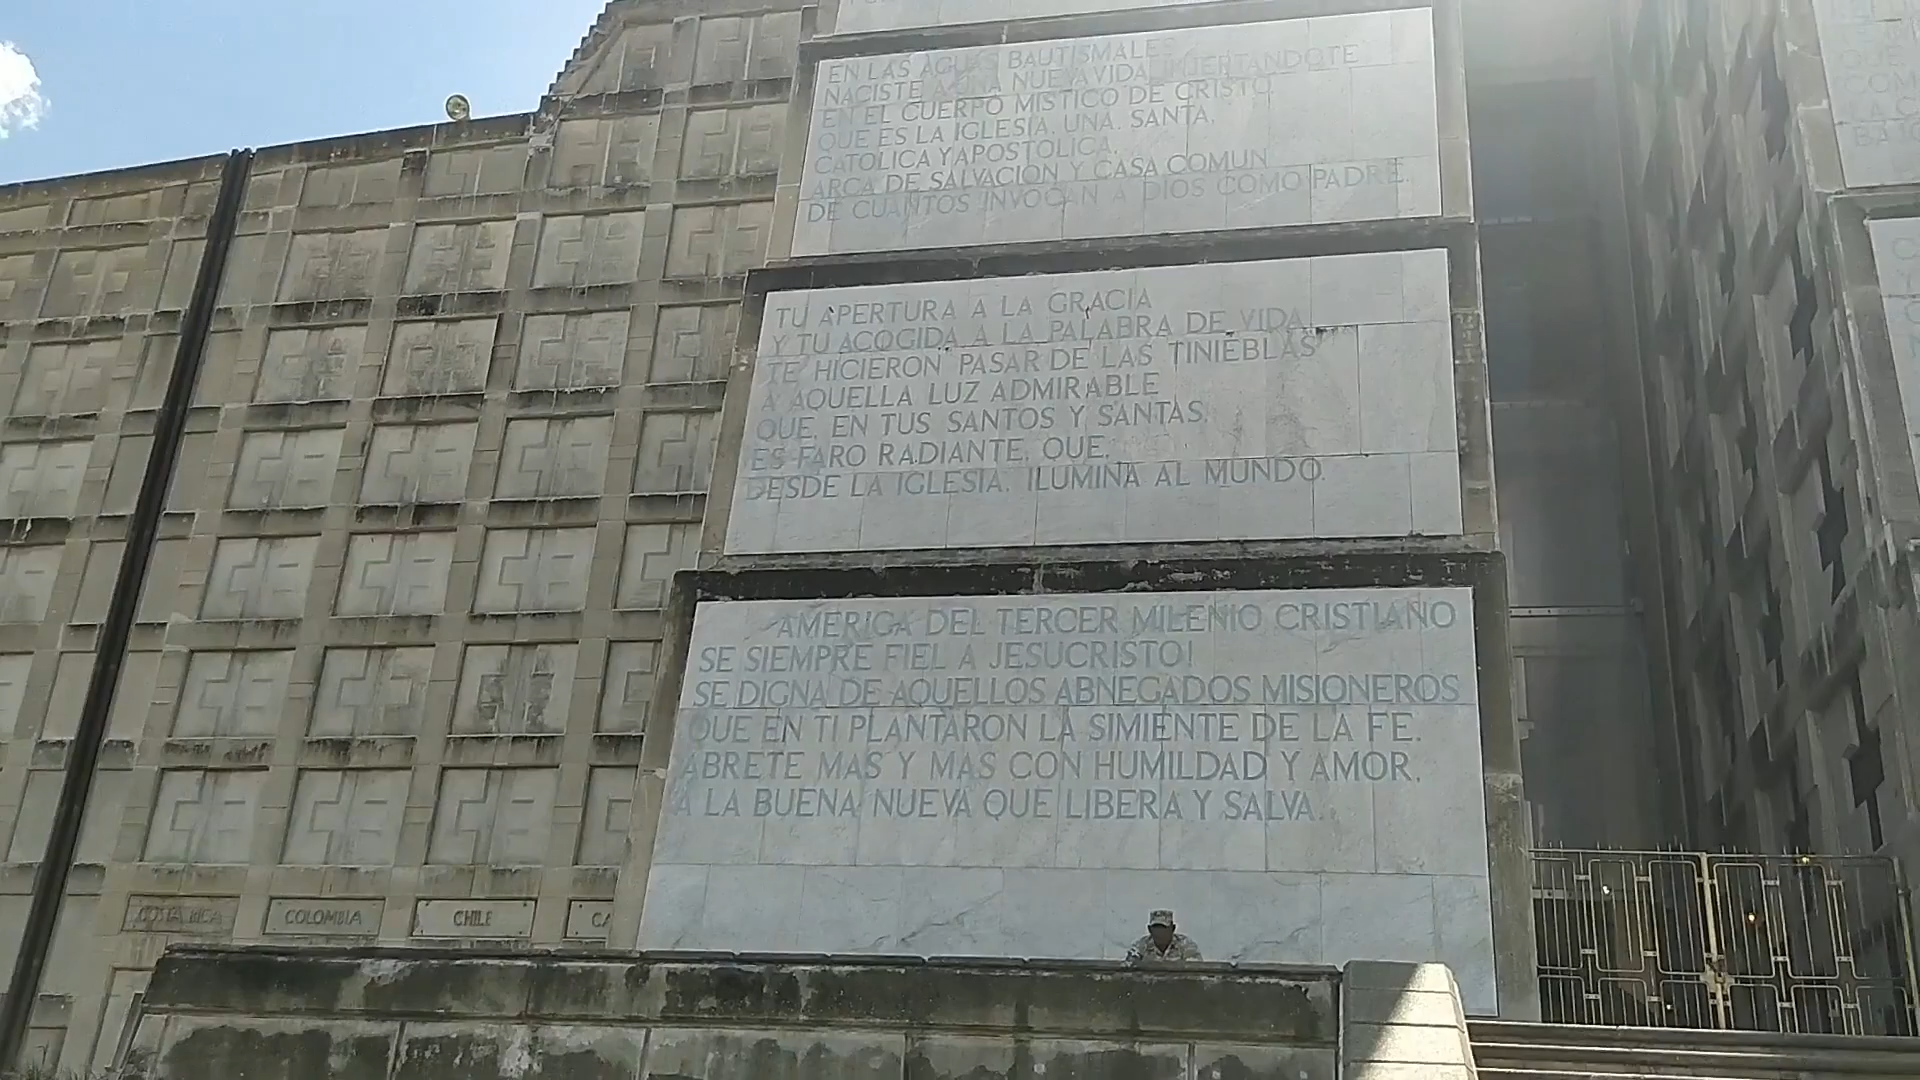 EN LAS AGUAS BAUTISMALES
NACISTE A UNA NUEVA VIDA INJERTANDOTE
EN EL CUERPO MISTICO DE CRISTO
QUE ES LA IGLESIA, UNA, SANTA,
CATOLICA Y APOSTOLICA,
ARCA DE SALVACION Y CASA COMUN
DE CUANTOS INVOCAN A DIOS COMO PADRE.
TU APERTURA A LA GRACIA
Y TU ACOGIDA A LA PALABRA DE VIDA
TE HICIERON PASAR DE LAS TINIEBLAS
A AQUELLA LUZ ADMIRABLE
QUE, EN TUS SANTOS Y SANTAS,
ES FARO RADIANTE, QUE,
DESDE LA IGLESIA, ILUMINA AL MUNDO.
AMERICA DEL TERCER MILENIO CRISTIANO
SE SIEMPRE FIEL A JESUCRISTO!
SE DIGNA DE AQUELLOS ABNEGADOS MISIONEROS
QUE EN TI PLANTARON LA SIMIENTE DE LA FE.
ABRETE MAS Y MAS CON HUMILDAD Y AMOR,
A LA BUENA NUEVA QUE LIBERA Y SALVA..
COSTA RICA
COLOMBIA
CHILE
CA